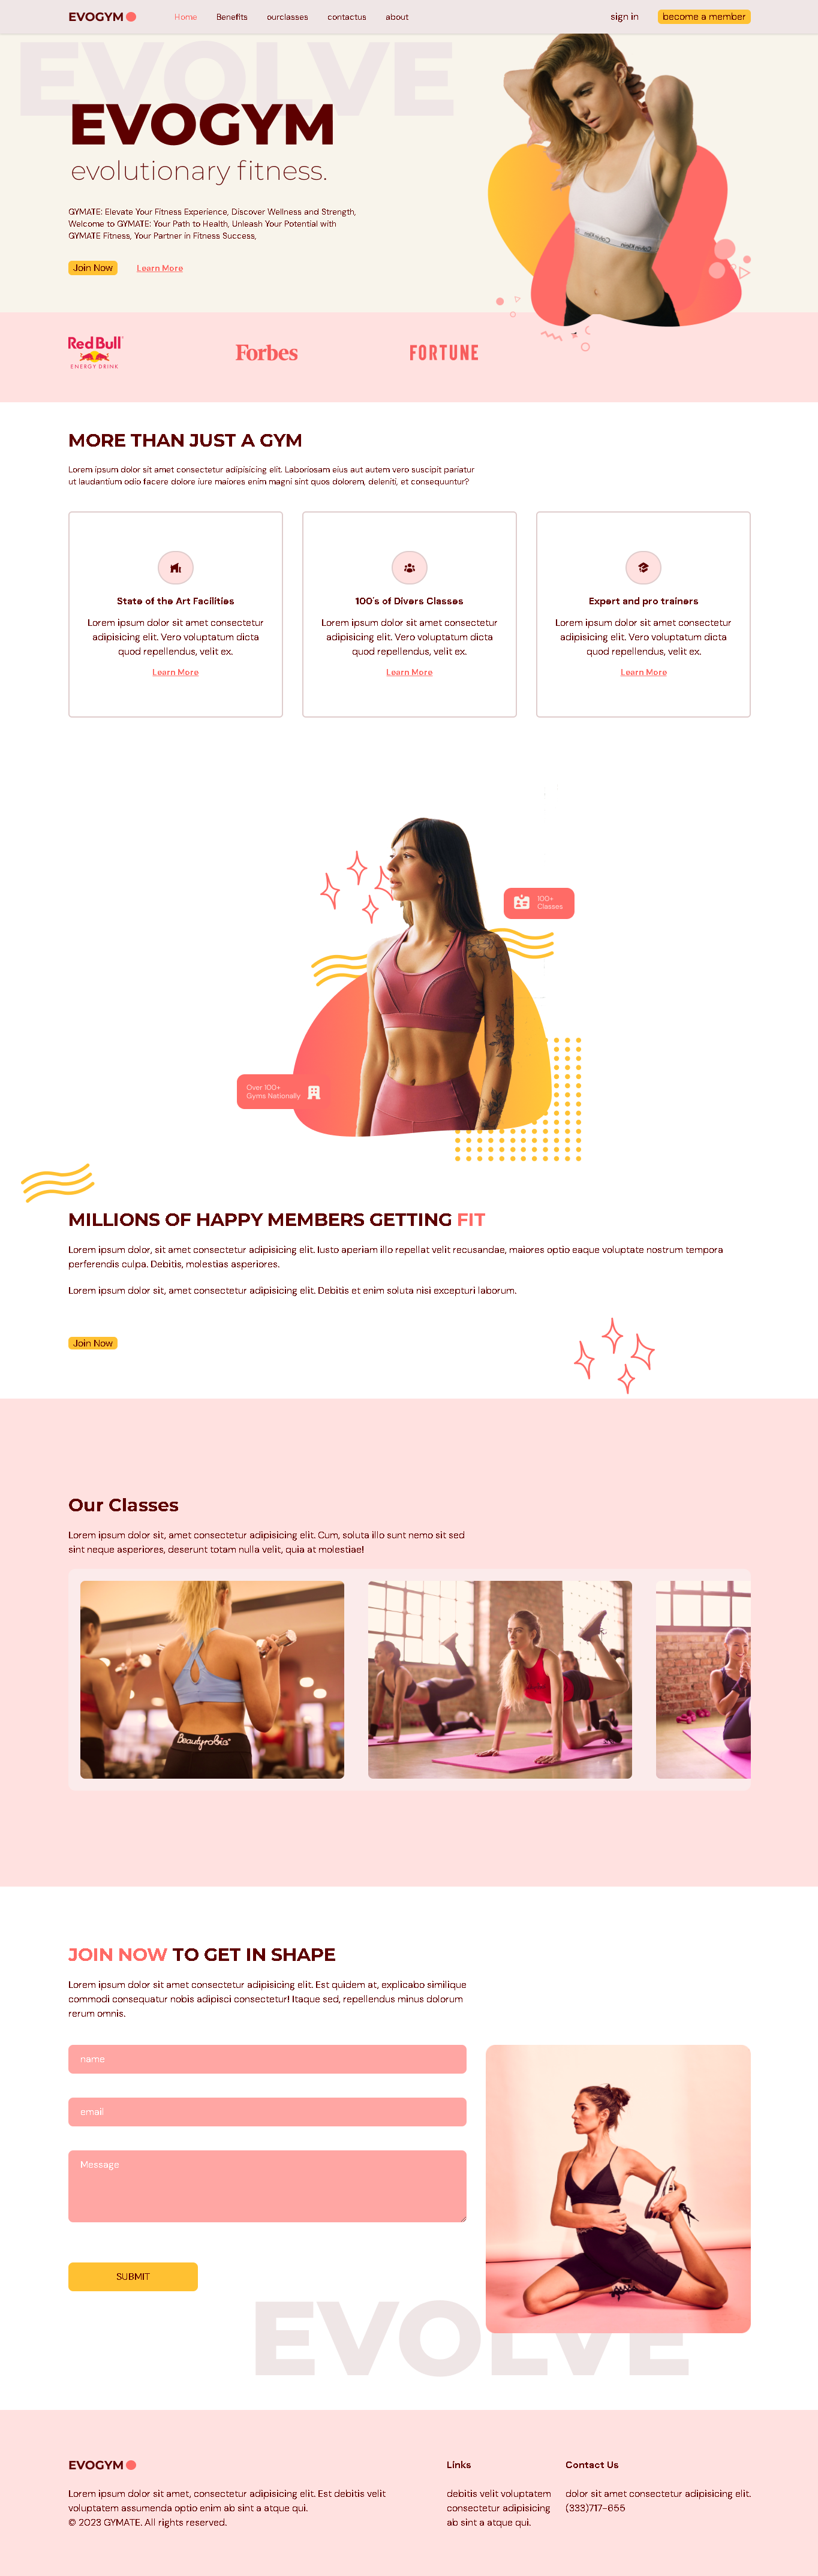 EVOGYM
Home Benefits ourclasses contactus about
sign in become a member
EVOLVE
EVOGYM
evolutionary fitness.
GYMATE: Elevate Your Fitness Experience, Discover Wellness and Strength,
Welcome to GYMATE: Your Path to Health, Unleash Your Potential with
GYMATE Fitness, Your Partner in Fitness Success,
Join Now Learn More
Red Bull
ENERGY DRINK
Forbes
FORTUNE
MORE THAN JUST A GYM
Lorem ipsum dolor sit amet consectetur adipisicing elit. Laboriosam eius aut autem vero suscipit pariatur
ut laudantium odio facere dolore iure maiores enim magni sint quos dolorem, deleniti, et consequuntur?
State of the Art Facilities
Lorem ipsum dolor sit amet consectetur
adipisicing elit. Vero voluptatum dicta
quod repellendus, velit ex.
Learn More
100's of Divers Classes
Lorem ipsum dolor sit amet consectetur
adipisicing elit. Vero voluptatum dicta
quod repellendus, velit ex.
Learn More
Expert and pro trainers
Lorem ipsum dolor sit amet consectetur
adipisicing elit. Vero voluptatum dicta
quod repellendus, velit ex.
Learn More
100+
Classes
Over 100+
Gyms Nationally
MILLIONS OF HAPPY MEMBERS GETTING FIT
Lorem ipsum dolor, sit amet consectetur adipisicing elit. Iusto aperiam illo repellat velit recusandae, maiores optio eaque voluptate nostrum tempora
perferendis culpa. Debitis, molestias asperiores.
Lorem ipsum dolor sit, amet consectetur adipisicing elit. Debitis et enim soluta nisi excepturi laborum.
Join Now
Our Classes
Lorem ipsum dolor sit, amet consectetur adipisicing elit. Cum, soluta illo sunt nemo sit sed
sint neque asperiores, deserunt totam nulla velit, quia at molestiae!
Beautyrobics
JOIN NOW TO GET IN SHAPE
Lorem ipsum dolor sit amet consectetur adipisicing elit. Est quidem at, explicabo similique
commodi consequatur nobis adipisci consectetur! Itaque sed, repellendus minus dolorum
rerum omnis.
name
email
Message
SUBMIT
EVOLVE
EVOGYM
Lorem ipsum dolor sit amet, consectetur adipisicing elit. Est debitis velit
voluptatem assumenda optio enim ab sint a atque qui.
© 2023 GYMATE. All rights reserved.
Links
debitis velit voluptatem
consectetur adipisicing
ab sint a atque qui.
Contact Us
dolor sit amet consectetur adipisicing elit.
(333)717-655